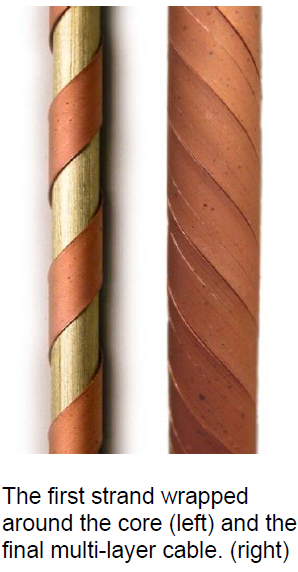 The first strand wrapped
around the core (left) and the
final multi-layer cable. (right)